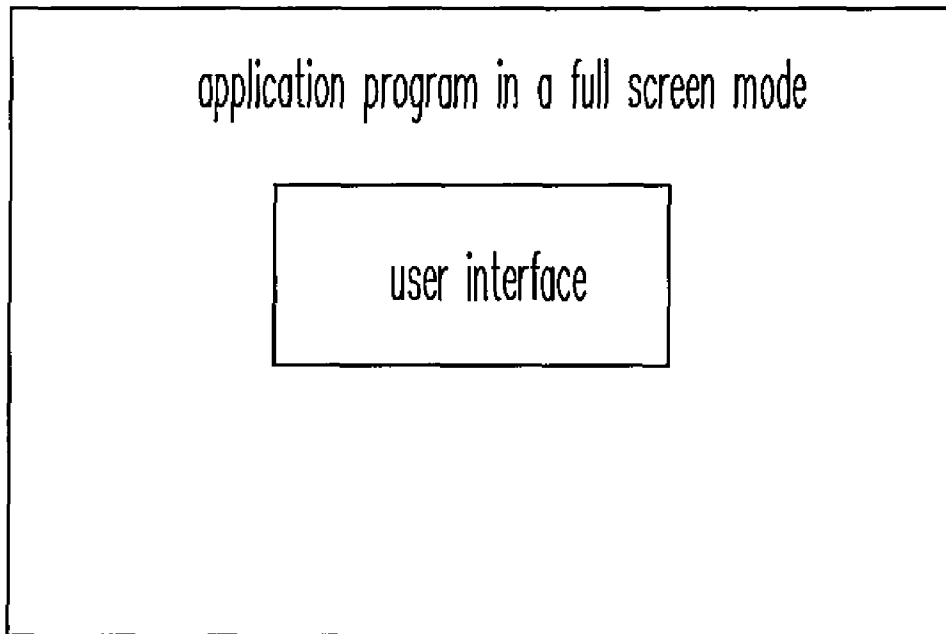 application program in a full screen mode
user interface